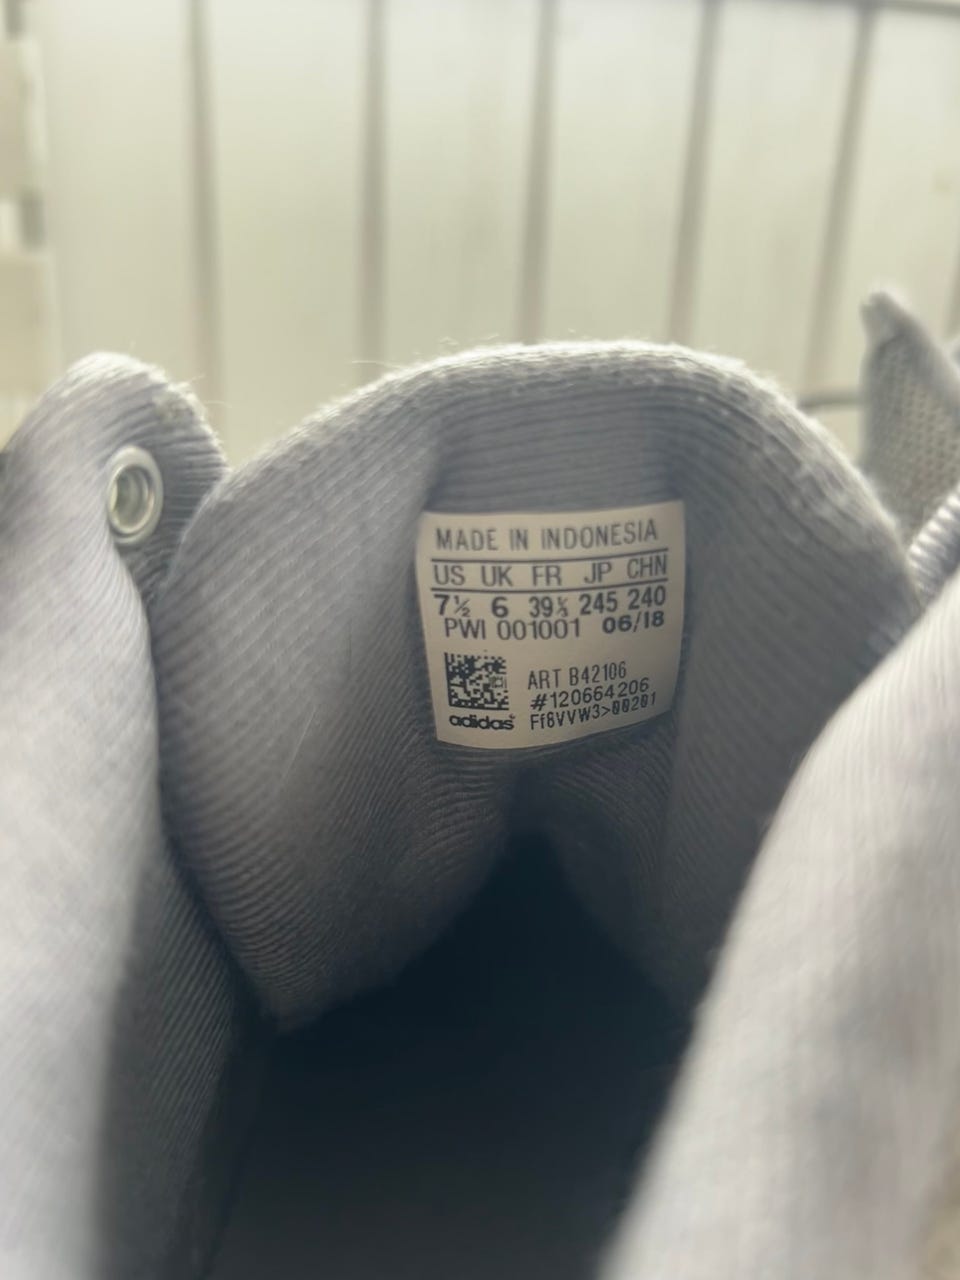 MADE IN INDONESIA
US UK FR JP CHN
7½ 6 39⅓ 245 240
PWI 001001 06/18
ART B42106
#120664206
adidas Ff8VVW3>00201